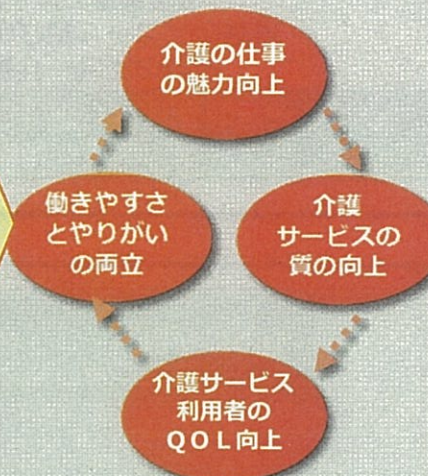 介護の仕事
の魅力向上
働きやすさ
とやりがい
の両立
介護
サービスの
質の向上
介護サービス
利用者の
ＱＯＬ向上